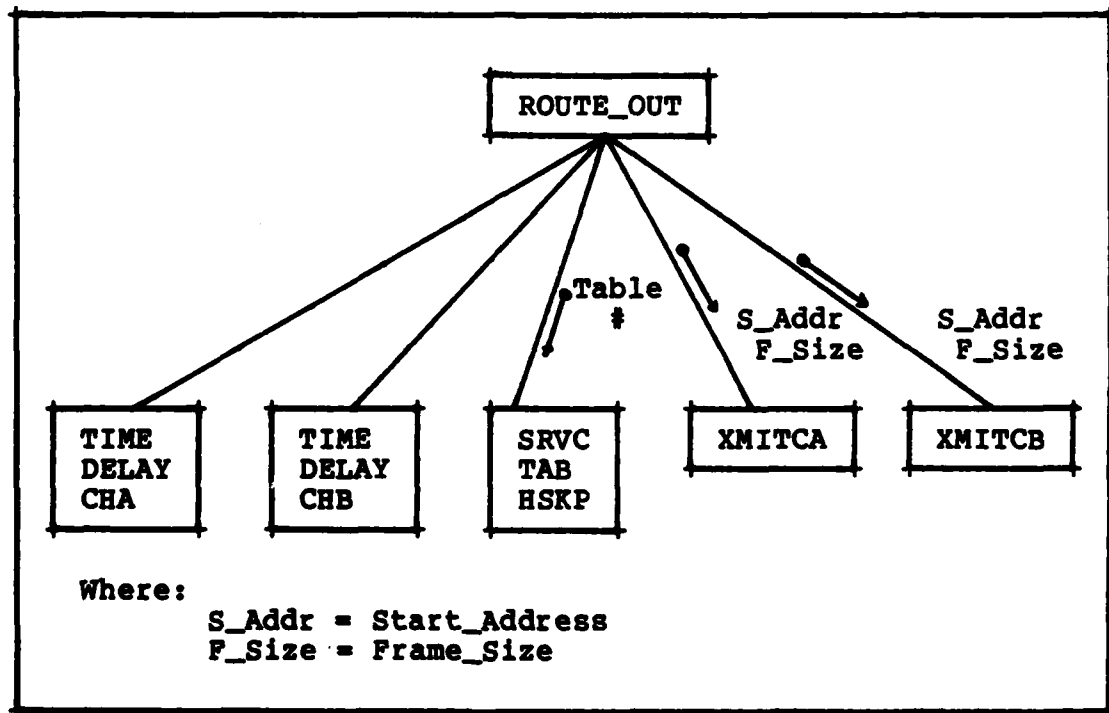 ROUTE_OUT
Table
#
S_Addr
F_Size
S_Addr
F_Size
TIME
DELAY
CHA
TIME
DELAY
CHB
SRVC
TAB
HSKP
XMITCA
XMITCB
Where:
S_Addr = Start_Address
F_Size = Frame_Size